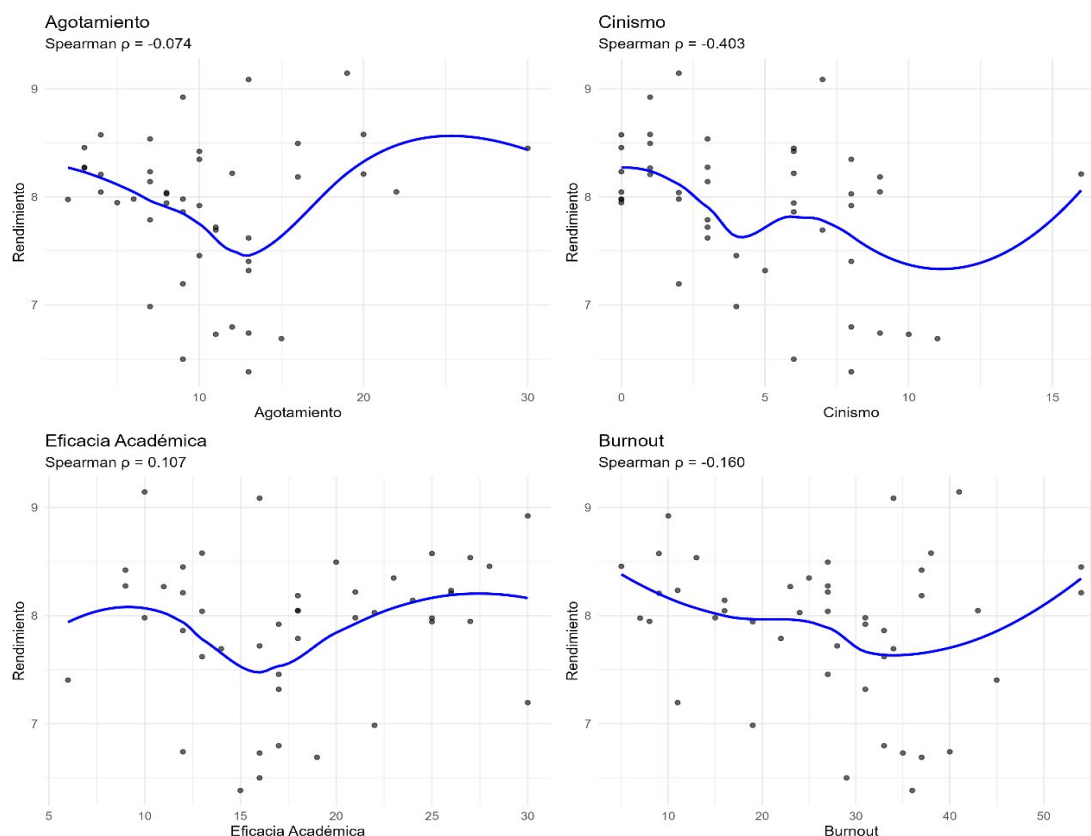 Agotamiento
Spearman ρ = -0.074
9
8
7
Rendimiento
10
20
30
Agotamiento
Cinismo
Spearman ρ = -0.403
9
8
7
Rendimiento
0
5
10
15
Cinismo
Eficacia Académica
Spearman ρ = 0.107
9
8
7
Rendimiento
5
10
15
20
25
30
Eficacia Académica
Burnout
Spearman ρ = -0.160
9
8
7
Rendimiento
10
20
30
40
50
Burnout